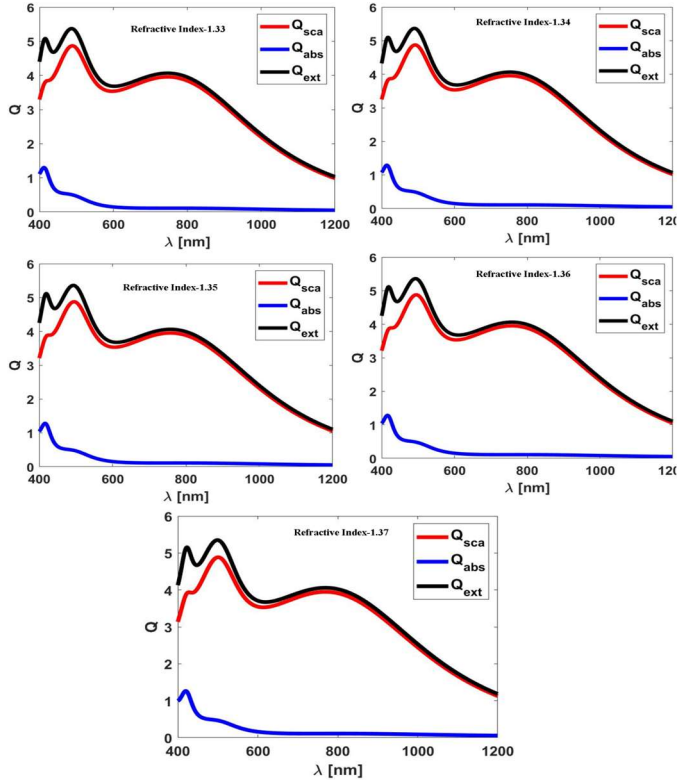 6
5
4
3
2
1
0
Q
Refractive Index-1.33
Q_sca
Q_abs
Q_ext
400 600 800 1000 1200
λ [nm]
6
5
4
3
2
1
0
Q
Refractive Index-1.34
Q_sca
Q_abs
Q_ext
400 600 800 1000 1200
λ [nm]
6
5
4
3
2
1
0
Q
Refractive Index-1.35
Q_sca
Q_abs
Q_ext
400 600 800 1000 1200
λ [nm]
6
5
4
3
2
1
0
Q
Refractive Index-1.36
Q_sca
Q_abs
Q_ext
400 600 800 1000 1200
λ [nm]
6
5
4
3
2
1
0
Q
Refractive Index-1.37
Q_sca
Q_abs
Q_ext
400 600 800 1000 1200
λ [nm]